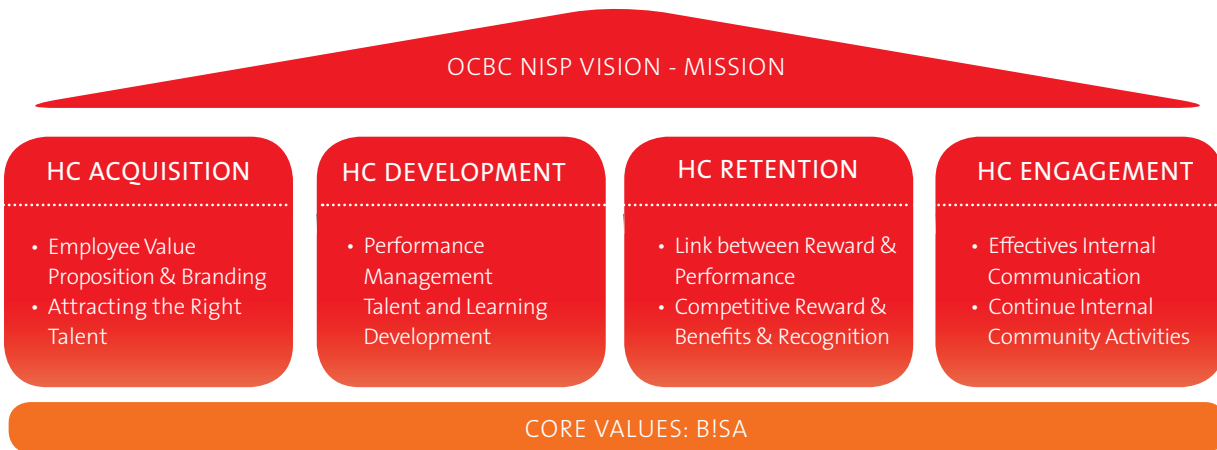 OCBC NISP VISION - MISSION
HC ACQUISITION
• Employee Value
Proposition & Branding
• Attracting the Right
Talent
HC DEVELOPMENT
• Performance
Management
Talent and Learning
Development
HC RETENTION
• Link between Reward &
Performance
• Competitive Reward &
Benefits & Recognition
HC ENGAGEMENT
• Effectives Internal
Communication
• Continue Internal
Community Activities
CORE VALUES: B!SA